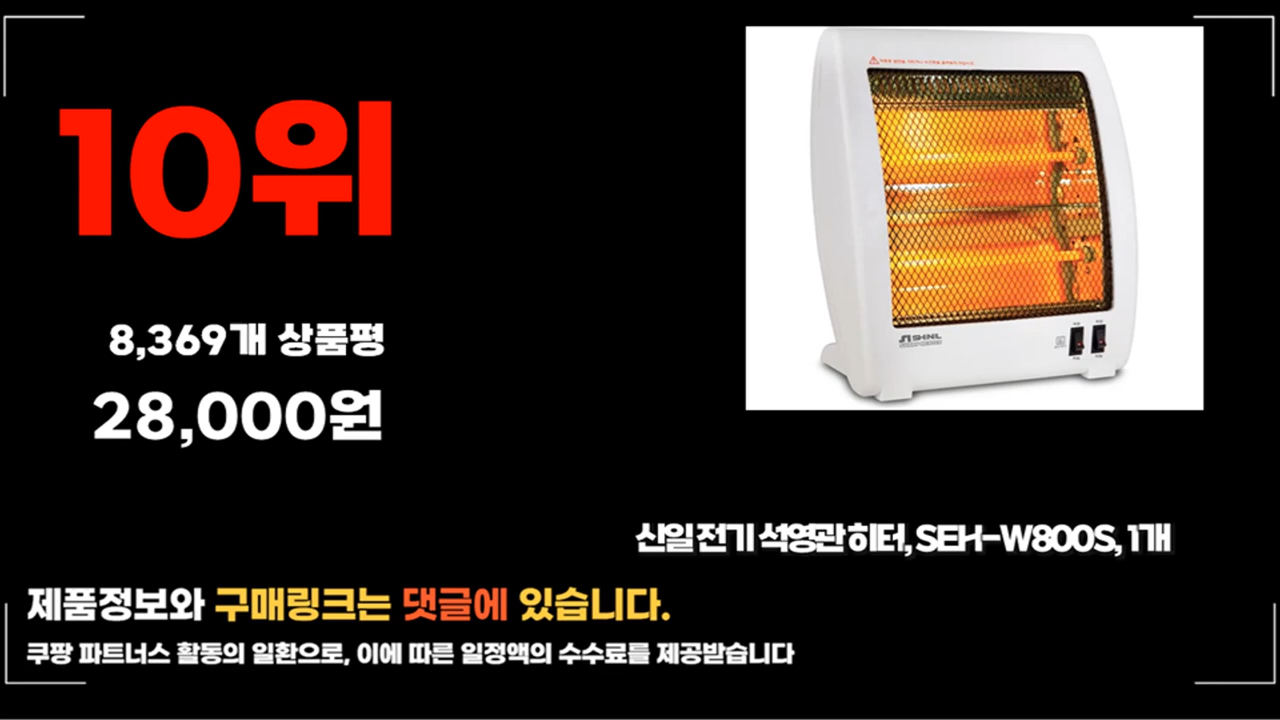 10위
8,369개 상품평
28,000원
SHINIL
신일전기 석영관 히터, SEH-W800S, 1개
제품정보와 구매링크는 댓글에 있습니다.
쿠팡 파트너스 활동의 일환으로, 이에 따른 일정액의 수수료를 제공받습니다